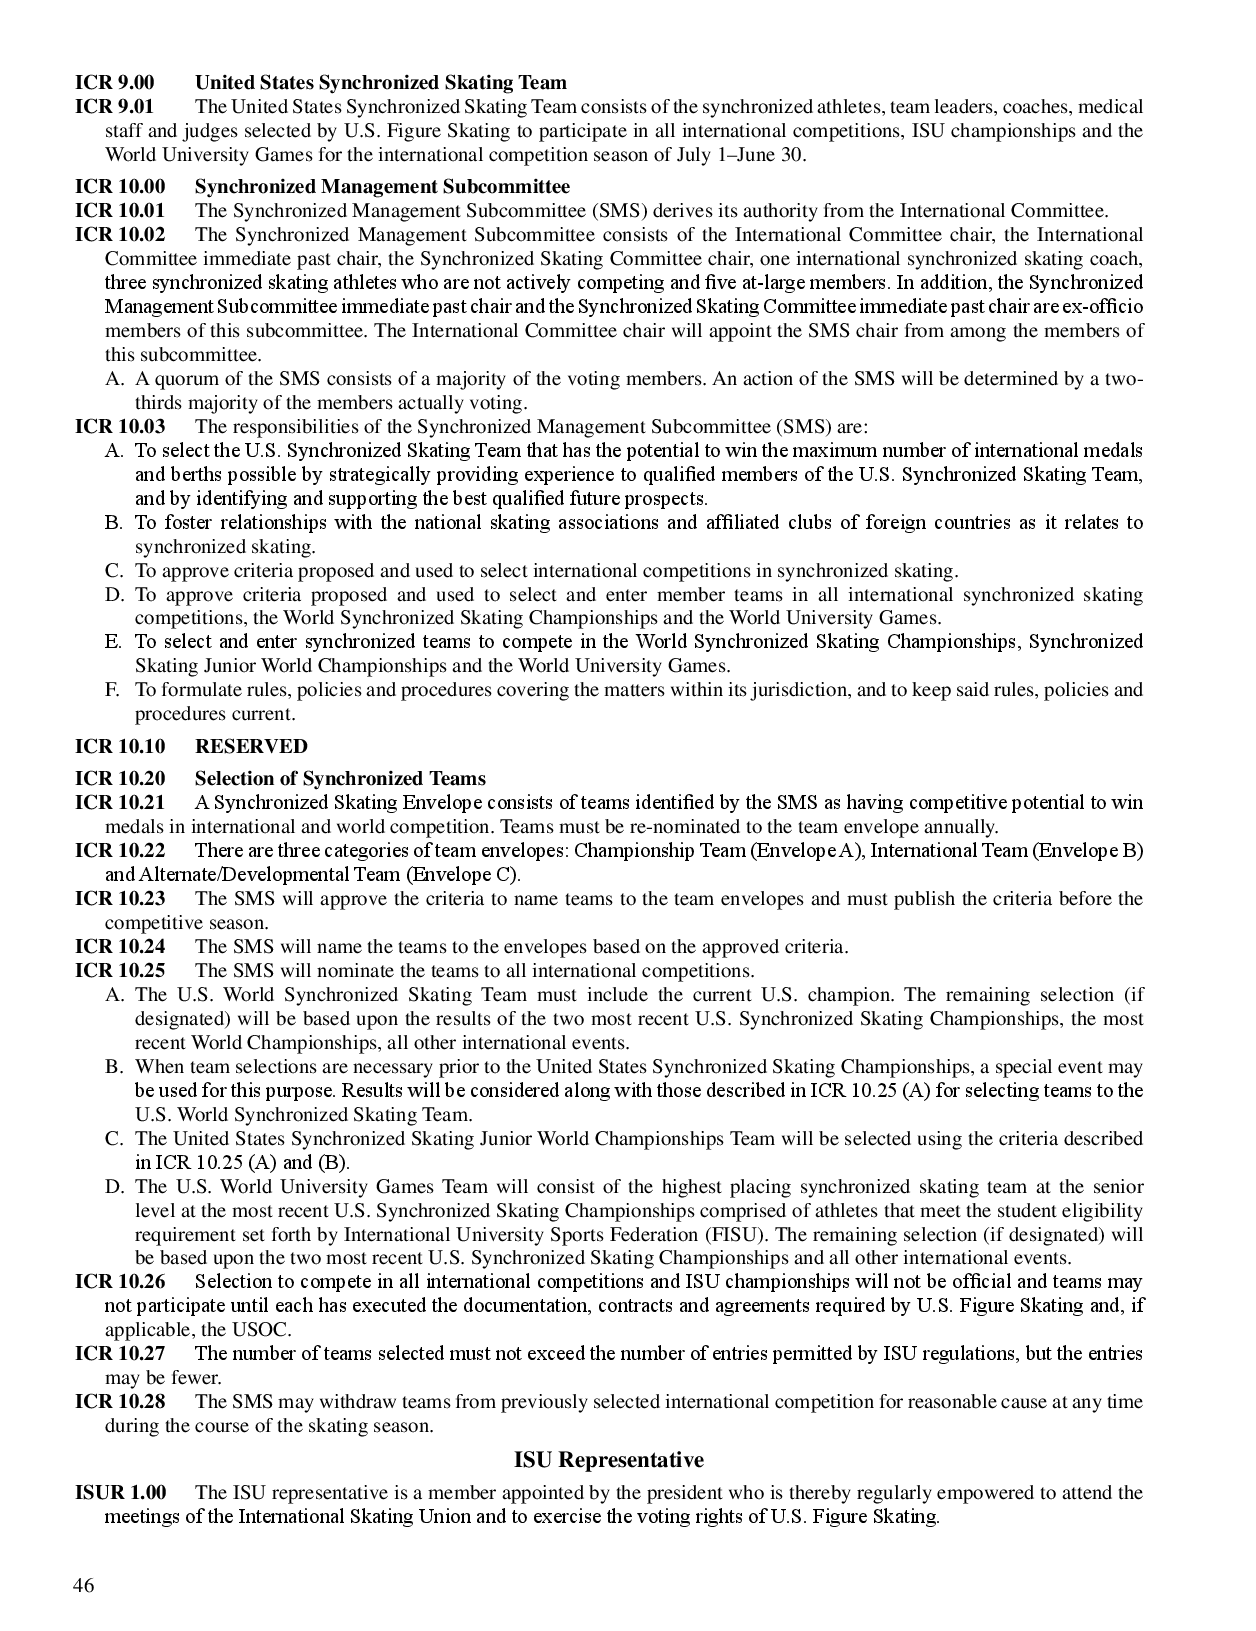 ICR 9.00 United States Synchronized Skating Team
ICR 9.01 The United States Synchronized Skating Team consists of the synchronized athletes, team leaders, coaches, medical
staff and judges selected by U.S. Figure Skating to participate in all international competitions, ISU championships and the
World University Games for the international competition season of July 1–June 30.
ICR 10.00 Synchronized Management Subcommittee
ICR 10.01 The Synchronized Management Subcommittee (SMS) derives its authority from the International Committee.
ICR 10.02 The Synchronized Management Subcommittee consists of the International Committee chair, the International
Committee immediate past chair, the Synchronized Skating Committee chair, one international synchronized skating coach,
three synchronized skating athletes who are not actively competing and five at-large members. In addition, the Synchronized
Management Subcommittee immediate past chair and the Synchronized Skating Committee immediate past chair are ex-officio
members of this subcommittee. The International Committee chair will appoint the SMS chair from among the members of
this subcommittee.
A. A quorum of the SMS consists of a majority of the voting members. An action of the SMS will be determined by a two-
thirds majority of the members actually voting.
ICR 10.03 The responsibilities of the Synchronized Management Subcommittee (SMS) are:
A. To select the U.S. Synchronized Skating Team that has the potential to win the maximum number of international medals
and berths possible by strategically providing experience to qualified members of the U.S. Synchronized Skating Team,
and by identifying and supporting the best qualified future prospects.
B. To foster relationships with the national skating associations and affiliated clubs of foreign countries as it relates to
synchronized skating.
C. To approve criteria proposed and used to select international competitions in synchronized skating.
D. To approve criteria proposed and used to select and enter member teams in all international synchronized skating
competitions, the World Synchronized Skating Championships and the World University Games.
E. To select and enter synchronized teams to compete in the World Synchronized Skating Championships, Synchronized
Skating Junior World Championships and the World University Games.
F. To formulate rules, policies and procedures covering the matters within its jurisdiction, and to keep said rules, policies and
procedures current.
ICR 10.10 RESERVED
ICR 10.20 Selection of Synchronized Teams
ICR 10.21 A Synchronized Skating Envelope consists of teams identified by the SMS as having competitive potential to win
medals in international and world competition. Teams must be re-nominated to the team envelope annually.
ICR 10.22 There are three categories of team envelopes: Championship Team (Envelope A), International Team (Envelope B)
and Alternate/Developmental Team (Envelope C).
ICR 10.23 The SMS will approve the criteria to name teams to the team envelopes and must publish the criteria before the
competitive season.
ICR 10.24 The SMS will name the teams to the envelopes based on the approved criteria.
ICR 10.25 The SMS will nominate the teams to all international competitions.
A. The U.S. World Synchronized Skating Team must include the current U.S. champion. The remaining selection (if
designated) will be based upon the results of the two most recent U.S. Synchronized Skating Championships, the most
recent World Championships, all other international events.
B. When team selections are necessary prior to the United States Synchronized Skating Championships, a special event may
be used for this purpose. Results will be considered along with those described in ICR 10.25 (A) for selecting teams to the
U.S. World Synchronized Skating Team.
C. The United States Synchronized Skating Junior World Championships Team will be selected using the criteria described
in ICR 10.25 (A) and (B).
D. The U.S. World University Games Team will consist of the highest placing synchronized skating team at the senior
level at the most recent U.S. Synchronized Skating Championships comprised of athletes that meet the student eligibility
requirement set forth by International University Sports Federation (FISU). The remaining selection (if designated) will
be based upon the two most recent U.S. Synchronized Skating Championships and all other international events.
ICR 10.26 Selection to compete in all international competitions and ISU championships will not be official and teams may
not participate until each has executed the documentation, contracts and agreements required by U.S. Figure Skating and, if
applicable, the USOC.
ICR 10.27 The number of teams selected must not exceed the number of entries permitted by ISU regulations, but the entries
may be fewer.
ICR 10.28 The SMS may withdraw teams from previously selected international competition for reasonable cause at any time
during the course of the skating season.
ISU Representative
ISUR 1.00 The ISU representative is a member appointed by the president who is thereby regularly empowered to attend the
meetings of the International Skating Union and to exercise the voting rights of U.S. Figure Skating.
46